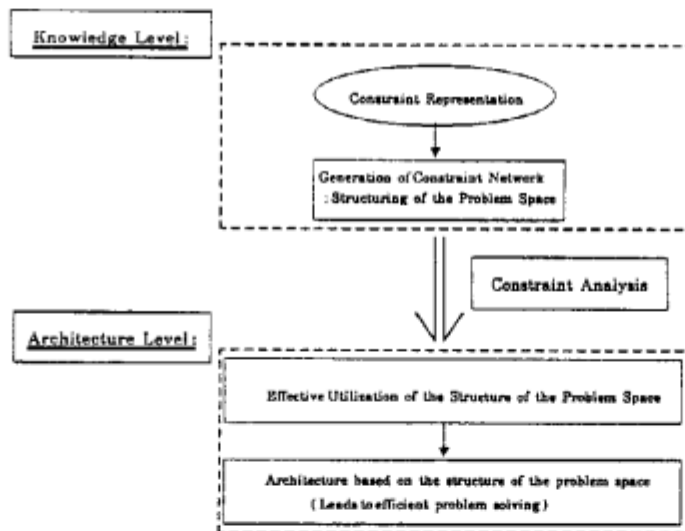 Knowledge Level:
Constraint Representation
Generation of Constraint Network
: Structuring of the Problem Space
Constraint Analysis
Architecture Level:
Effective Utilization of the Structure of the Problem Space
Architecture based on the structure of the problem space
( Leads to efficient problem solving )